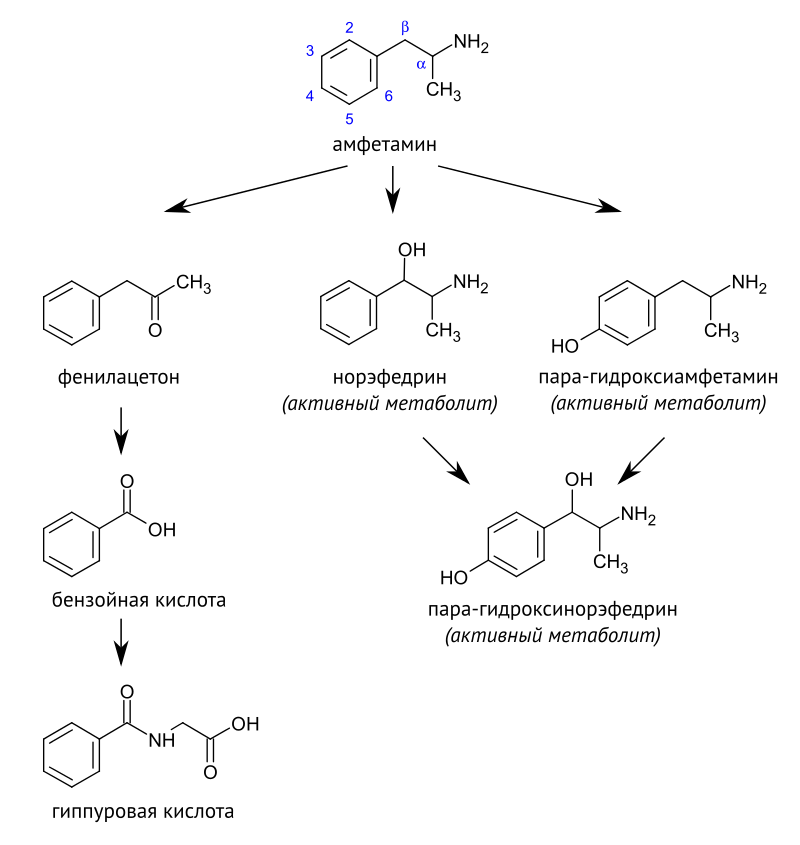 β
2
NH2
3
α
4
6
CH3
5
амфетамин
OH
CH3
NH2
NH2
O
CH3
CH3
HO
фенилацетон
норэфедрин
пара-гидроксиамфетамин
(активный метаболит)
(активный метаболит)
O
OH
OH
NH2
CH3
HO
бензойная кислота
пара-гидроксинорэфедрин
(активный метаболит)
O
OH
NH
O
гиппуровая кислота